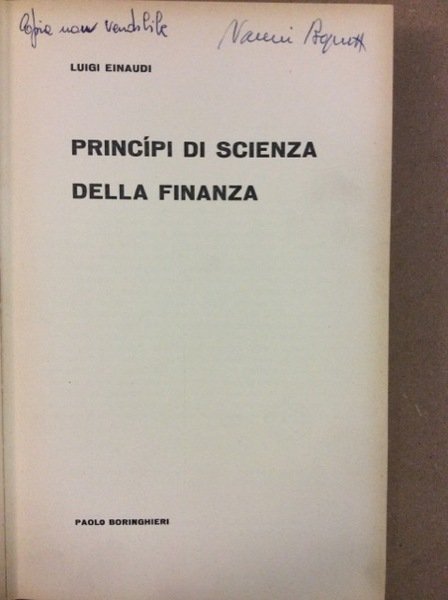 Copia non vendibile
LUIGI EINAUDI
PRINCÍPI DI SCIENZA
DELLA FINANZA
PAOLO BORINGHIERI